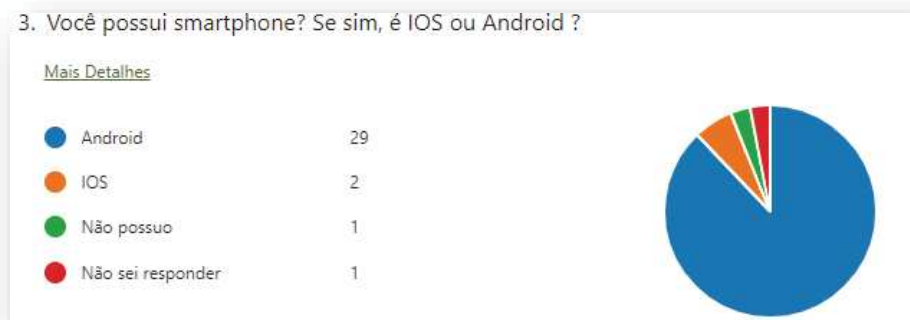 3. Você possui smartphone? Se sim, é IOS ou Android ?
Mais Detalhes
Android 29
IOS 2
Não possuo 1
Não sei responder 1